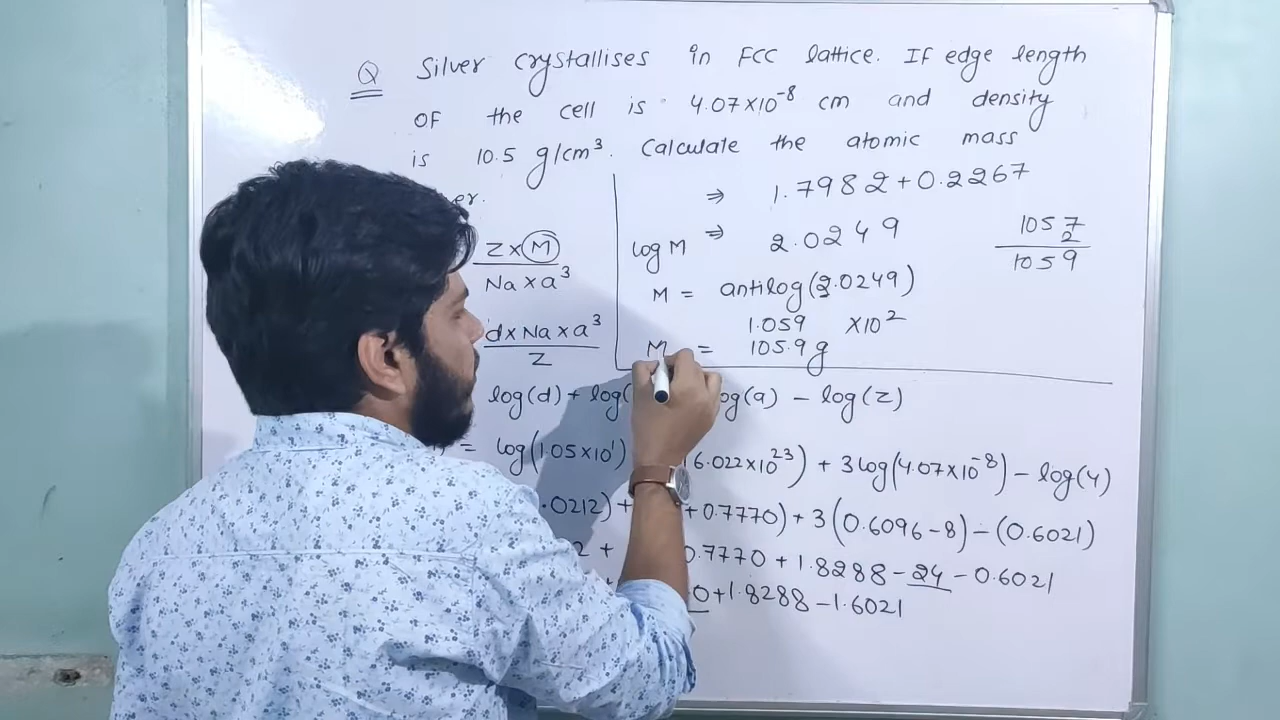 Q Silver crystallises in FCC lattice. If edge length
of the cell is 4.07×10⁻⁸ cm and density
is 10.5 g/cm³. Calculate the atomic mass
er.
Z×M
Na×a³
d×Na×a³
Z
⇒ 1.7982+0.2267
log M ⇒ 2.0249
M = antilog(2.0249)
1.059 ×10²
M = 105.9g
1057
2
1059
log(d) + log( og(a) − log(z)
= log(1.05×10¹) (6.022×10²³) + 3log(4.07×10⁻⁸) − log(4)
.0212) + +0.7770) + 3(0.6096−8) − (0.6021)
2 + 0.7770 + 1.8288 − 24 − 0.6021
0+1.8288 −1.6021